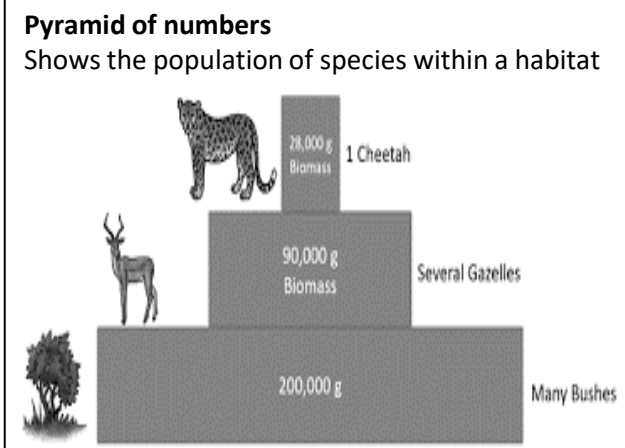 Pyramid of numbers
Shows the population of species within a habitat
28,000 g
Biomass
1 Cheetah
90,000 g
Biomass
Several Gazelles
200,000 g
Many Bushes